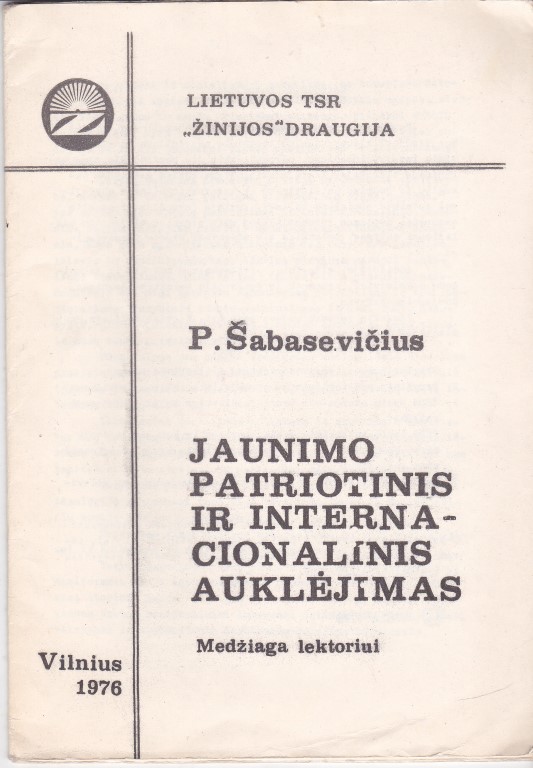 LIETUVOS TSR
„ŽINIJOS“ DRAUGIJA
P. Šabasevičius
JAUNIMO
PATRIOTINIS
IR INTERNA-
CIONALINIS
AUKLĖJIMAS
Medžiaga lektoriui
Vilnius
1976